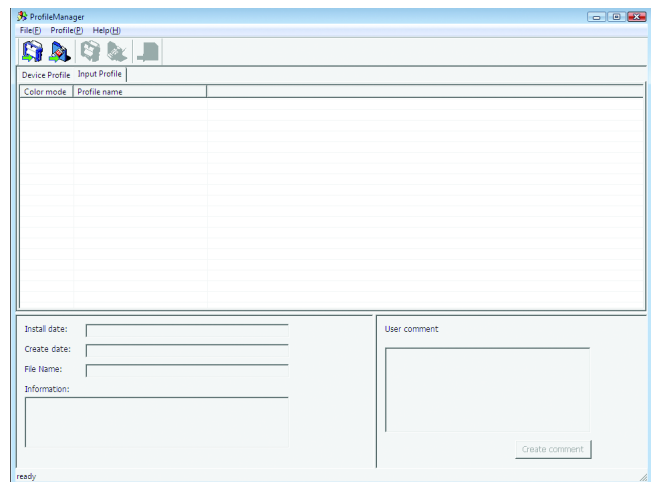 ProfileManager
File(F) Profile(P) Help(H)
Device Profile Input Profile
Color mode Profile name
Install date:
Create date:
File Name:
Information:
User comment
Create comment
ready